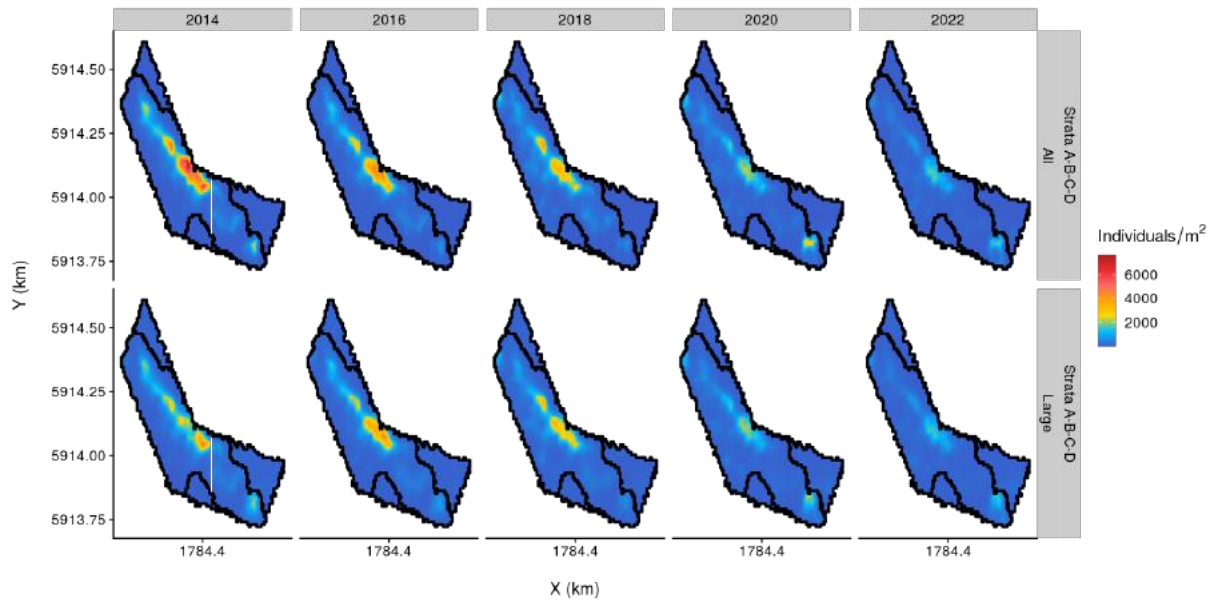 2014 2016 2018 2020 2022
5914.50
5914.25
5914.00
5913.75
Strata A-B-C-D
All
5914.50
5914.25
5914.00
5913.75
Strata A-B-C-D
Large
Y (km)
1784.4 1784.4 1784.4 1784.4 1784.4
X (km)
Individuals/m²
6000
4000
2000